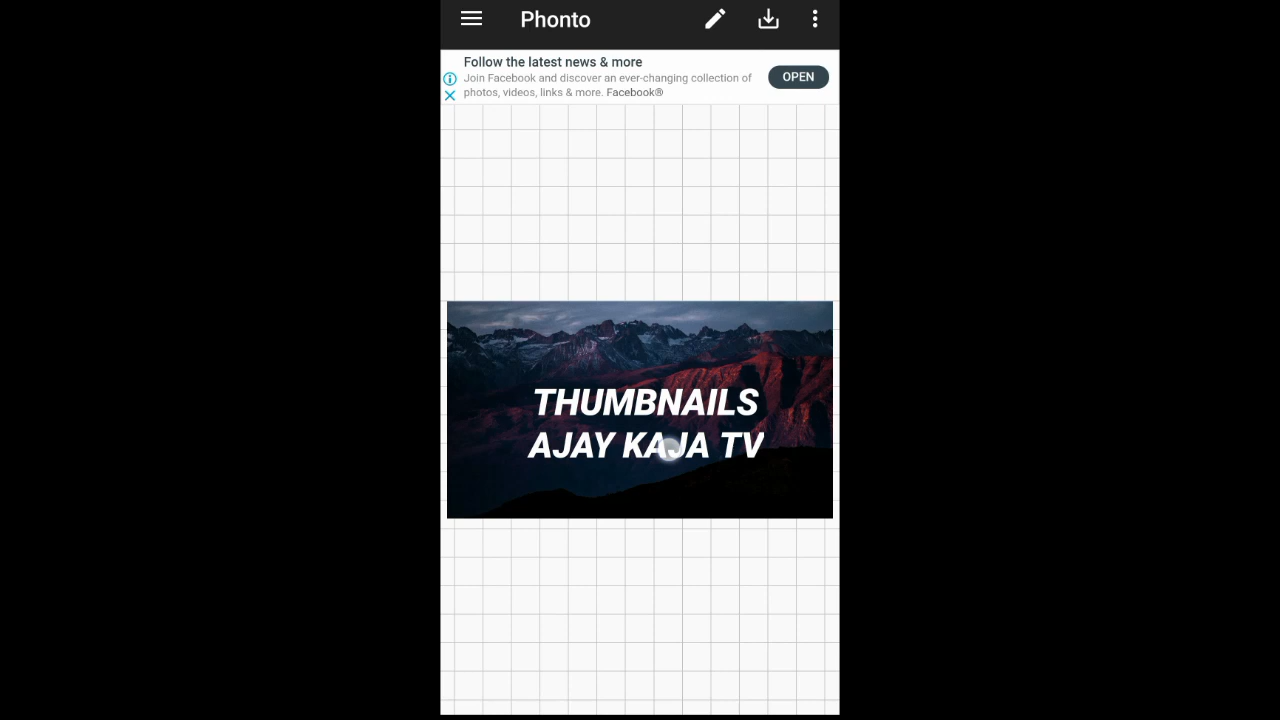 Phonto
Follow the latest news & more
Join Facebook and discover an ever-changing collection of
photos, videos, links & more. Facebook®
OPEN
THUMBNAILS
AJAY KAJA TV